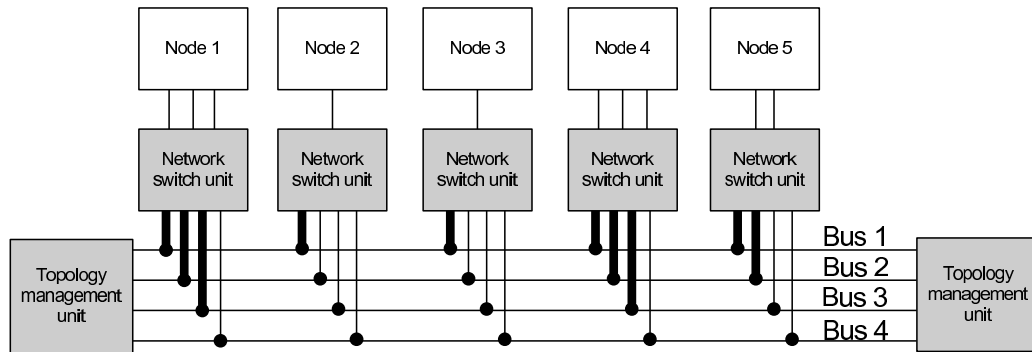 Node 1
Node 2
Node 3
Node 4
Node 5
Network
switch unit
Network
switch unit
Network
switch unit
Network
switch unit
Network
switch unit
Bus 1
Bus 2
Bus 3
Bus 4
Topology
management
unit
Topology
management
unit